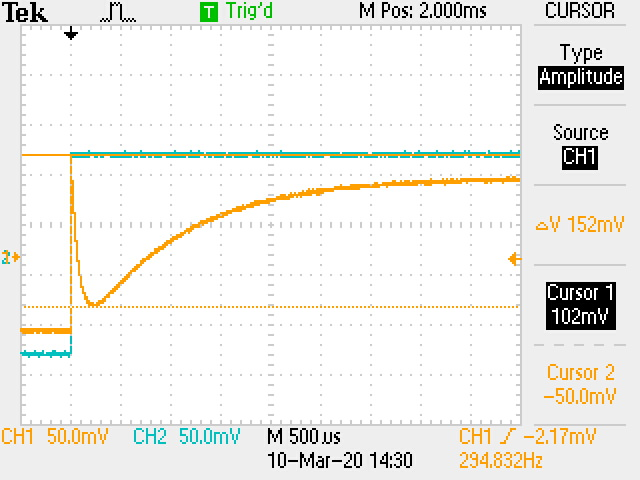 Tek T Trig'd M Pos: 2.000ms CURSOR
Type
Amplitude
Source
CH1
△V 152mV
2
Cursor 1
102mV
Cursor 2
-50.0mV
CH1 50.0mV CH2 50.0mV M 500µs CH1 -2.17mV
10-Mar-20 14:30 294.832Hz